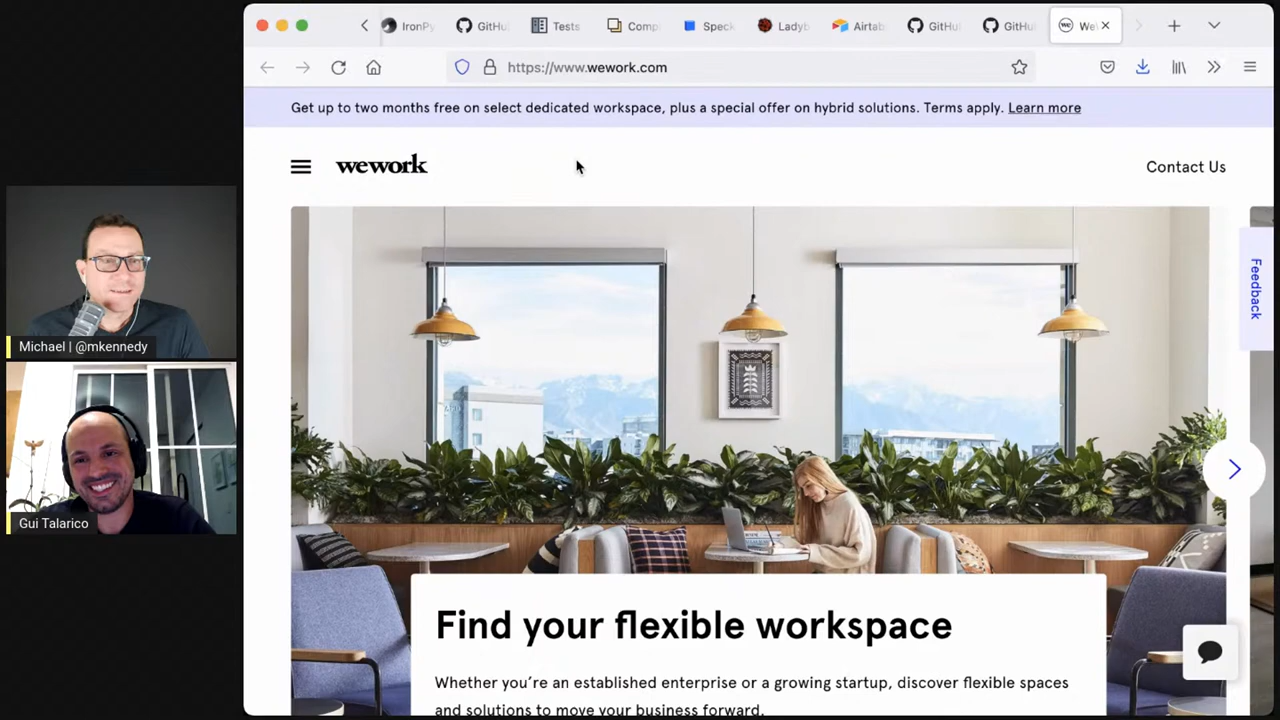 IronPy
GitHu
Tests
Comp
Speck
Ladyb
Airtab
GitHu
GitHu
We
https://www.wework.com
Get up to two months free on select dedicated workspace, plus a special offer on hybrid solutions. Terms apply. Learn more
wework
Contact Us
Feedback
Michael | @mkennedy
Gui Talarico
Find your flexible workspace
Whether you're an established enterprise or a growing startup, discover flexible spaces
and solutions to move your business forward.